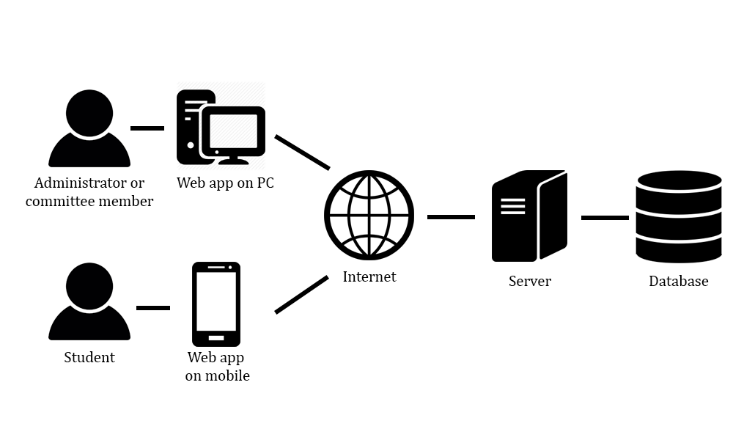 Administrator or
committee member
Web app on PC
Internet
Server
Database
Student
Web app
on mobile